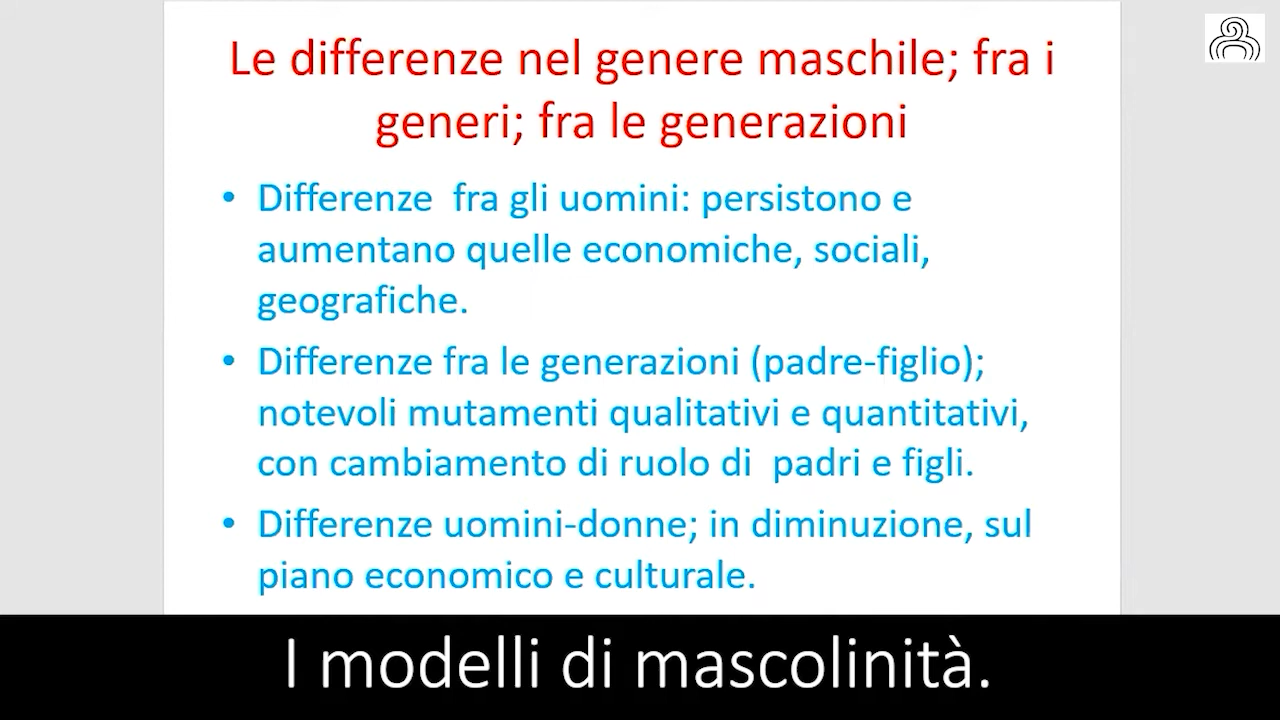 Le differenze nel genere maschile; fra i
generi; fra le generazioni
• Differenze  fra gli uomini: persistono e
aumentano quelle economiche, sociali,
geografiche.
• Differenze fra le generazioni (padre-figlio);
notevoli mutamenti qualitativi e quantitativi,
con cambiamento di ruolo di  padri e figli.
• Differenze uomini-donne; in diminuzione, sul
piano economico e culturale.
I modelli di mascolinità.